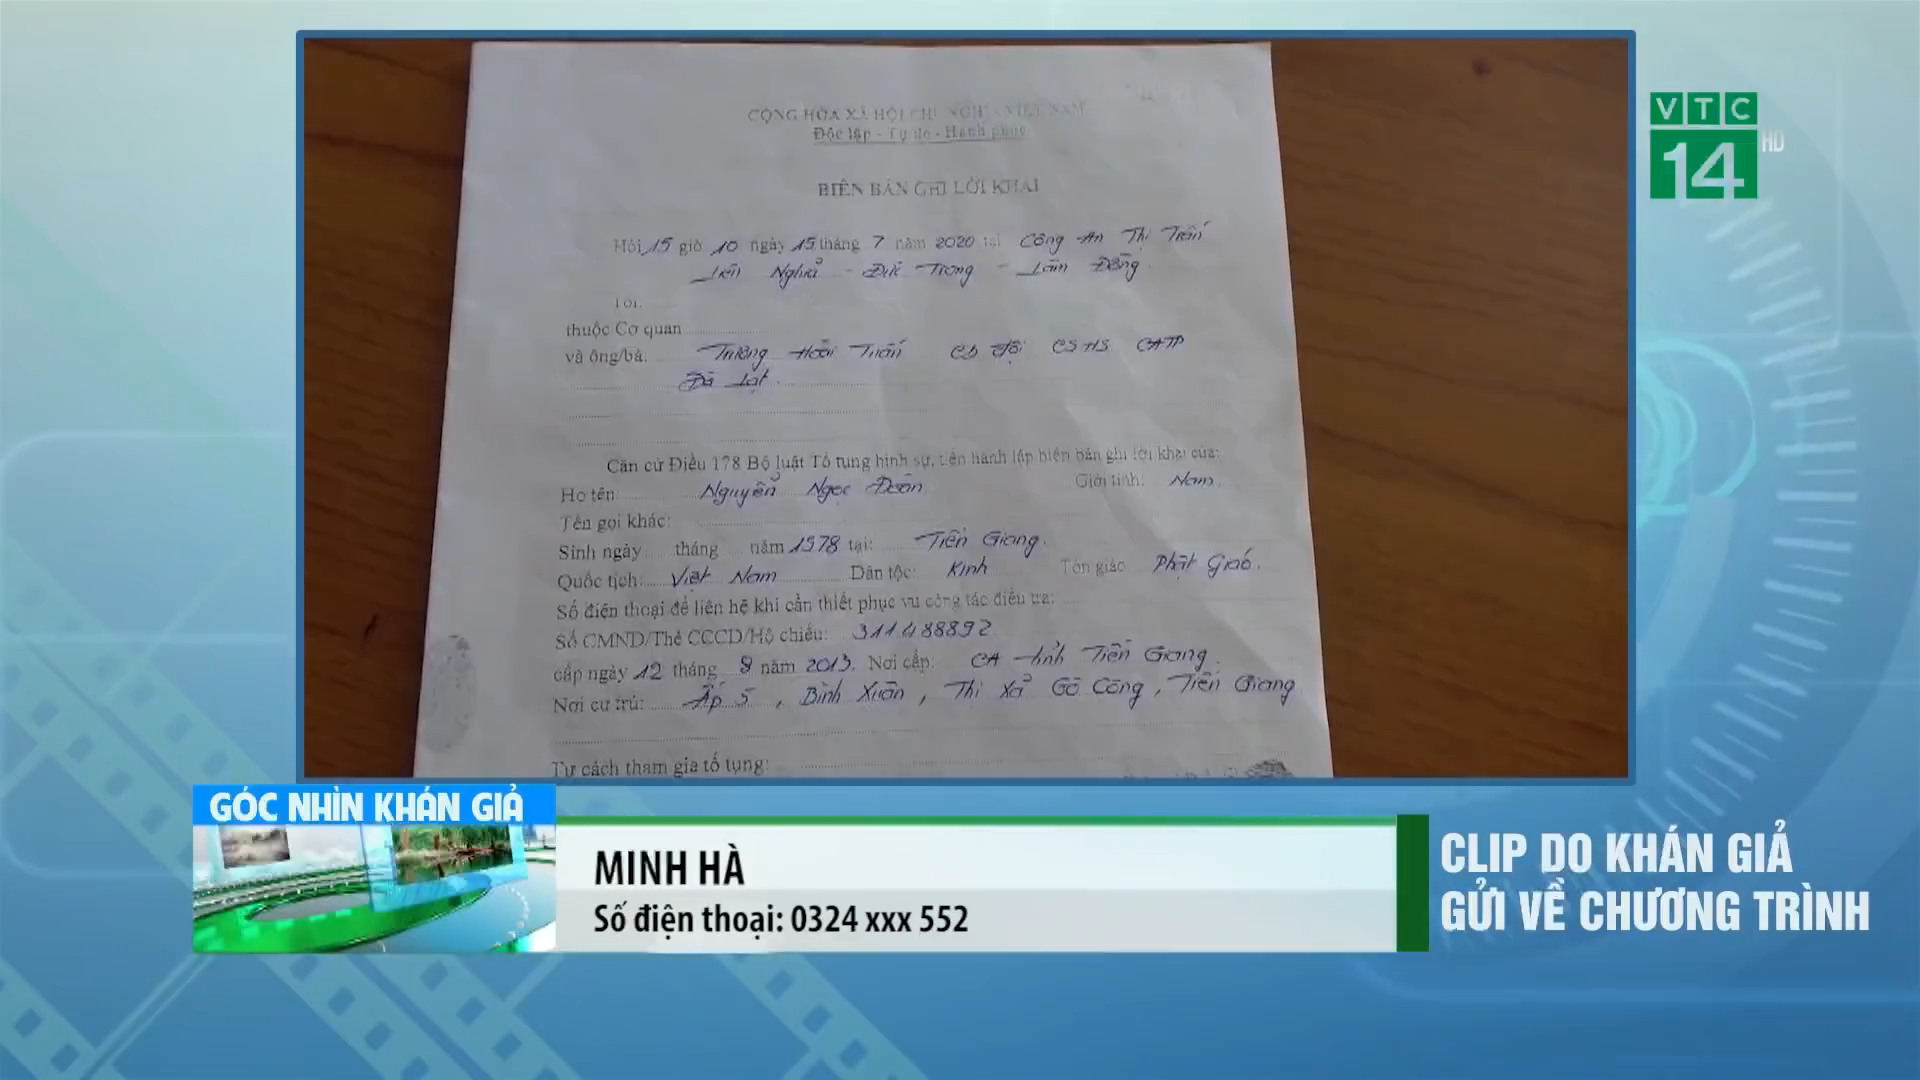 CỘNG HÒA XÃ HỘI CHỦ NGHĨA VIỆT NAM
Độc lập - Tự do - Hạnh phúc
BIÊN BẢN GHI LỜI KHAI
Hồi 15 giờ 10 ngày 15 tháng 7 năm 2020 tại Công An Thị Trấn
Liên Nghĩa - Đức Trọng - Lâm Đồng.
Tôi:
thuộc Cơ quan
và ông/bà: Trương Hoài Tuấn CB đội CSHS CATP
Đà Lạt.
Căn cứ Điều 178 Bộ luật Tố tụng hình sự, tiến hành lập biên bản ghi lời khai của:
Họ tên: Nguyễn Ngọc Đoàn Giới tính: Nam.
Tên gọi khác:
Sinh ngày tháng năm 1978 tại: Tiền Giang.
Quốc tịch: Việt Nam Dân tộc: Kinh Tôn giáo Phật Giáo.
Số điện thoại để liên hệ khi cần thiết phục vụ công tác điều tra:
Số CMND/Thẻ CCCD/Hộ chiếu: 311488892
cấp ngày 12 tháng 8 năm 2013. Nơi cấp: CA tỉnh Tiền Giang.
Nơi cư trú: Ấp 5, Bình Xuân, Thị Xã Gò Công, Tiền Giang
Tư cách tham gia tố tụng:
VTC
14 HD
GÓC NHÌN KHÁN GIẢ
MINH HÀ
Số điện thoại: 0324 xxx 552
CLIP DO KHÁN GIẢ
GỬI VỀ CHƯƠNG TRÌNH